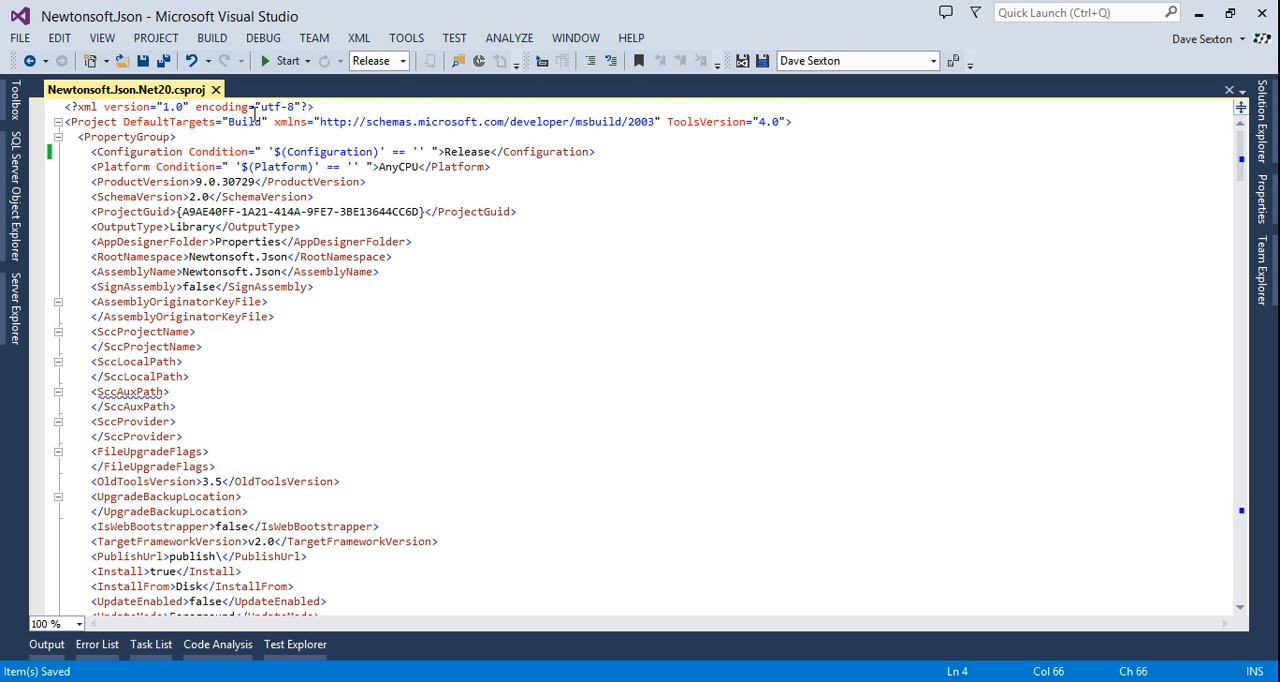 Newtonsoft.Json - Microsoft Visual Studio
Quick Launch (Ctrl+Q)
FILE EDIT VIEW PROJECT BUILD DEBUG TEAM XML TOOLS TEST ANALYZE WINDOW HELP
Dave Sexton
Start Release Dave Sexton
Toolbox
SQL Server Object Explorer
Server Explorer
Newtonsoft.Json.Net20.csproj
<?xml version="1.0" encoding="utf-8"?>
<Project DefaultTargets="Build" xmlns="http://schemas.microsoft.com/developer/msbuild/2003" ToolsVersion="4.0">
<PropertyGroup>
<Configuration Condition=" '$(Configuration)' == '' ">Release</Configuration>
<Platform Condition=" '$(Platform)' == '' ">AnyCPU</Platform>
<ProductVersion>9.0.30729</ProductVersion>
<SchemaVersion>2.0</SchemaVersion>
<ProjectGuid>{A9AE40FF-1A21-414A-9FE7-3BE13644CC6D}</ProjectGuid>
<OutputType>Library</OutputType>
<AppDesignerFolder>Properties</AppDesignerFolder>
<RootNamespace>Newtonsoft.Json</RootNamespace>
<AssemblyName>Newtonsoft.Json</AssemblyName>
<SignAssembly>false</SignAssembly>
<AssemblyOriginatorKeyFile>
</AssemblyOriginatorKeyFile>
<SccProjectName>
</SccProjectName>
<SccLocalPath>
</SccLocalPath>
<SccAuxPath>
</SccAuxPath>
<SccProvider>
</SccProvider>
<FileUpgradeFlags>
</FileUpgradeFlags>
<OldToolsVersion>3.5</OldToolsVersion>
<UpgradeBackupLocation>
</UpgradeBackupLocation>
<IsWebBootstrapper>false</IsWebBootstrapper>
<TargetFrameworkVersion>v2.0</TargetFrameworkVersion>
<PublishUrl>publish\</PublishUrl>
<Install>true</Install>
<InstallFrom>Disk</InstallFrom>
<UpdateEnabled>false</UpdateEnabled>
<UpdateMode>Foreground</UpdateMode>
Solution Explorer
Properties
Team Explorer
100 %
Output Error List Task List Code Analysis Test Explorer
Item(s) Saved Ln 4 Col 66 Ch 66 INS